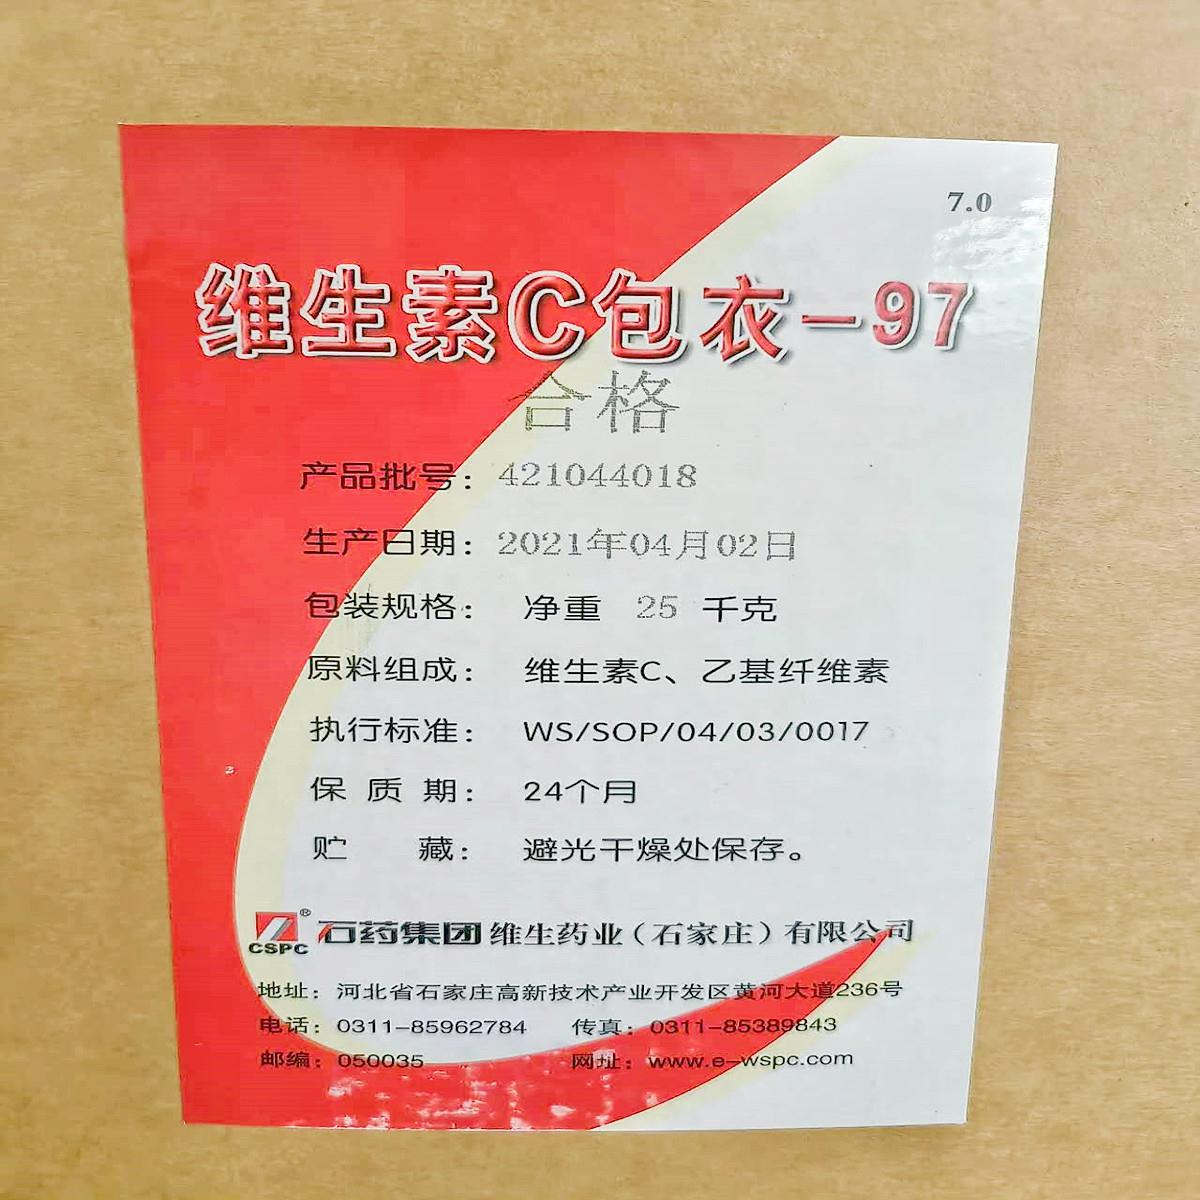 7.0
维生素C包衣-97
合格
产品批号：421044018
生产日期：2021年04月02日
包装规格：净重 25 千克
原料组成：维生素C、乙基纤维素
执行标准：WS/SOP/04/03/0017
保质期：24个月
贮藏：避光干燥处保存。
CSPC® 石药集团 维生药业（石家庄）有限公司
地址：河北省石家庄高新技术产业开发区黄河大道236号
电话：0311-85962784 传真：0311-85389843
邮编：050035 网址：www.e-wspc.com